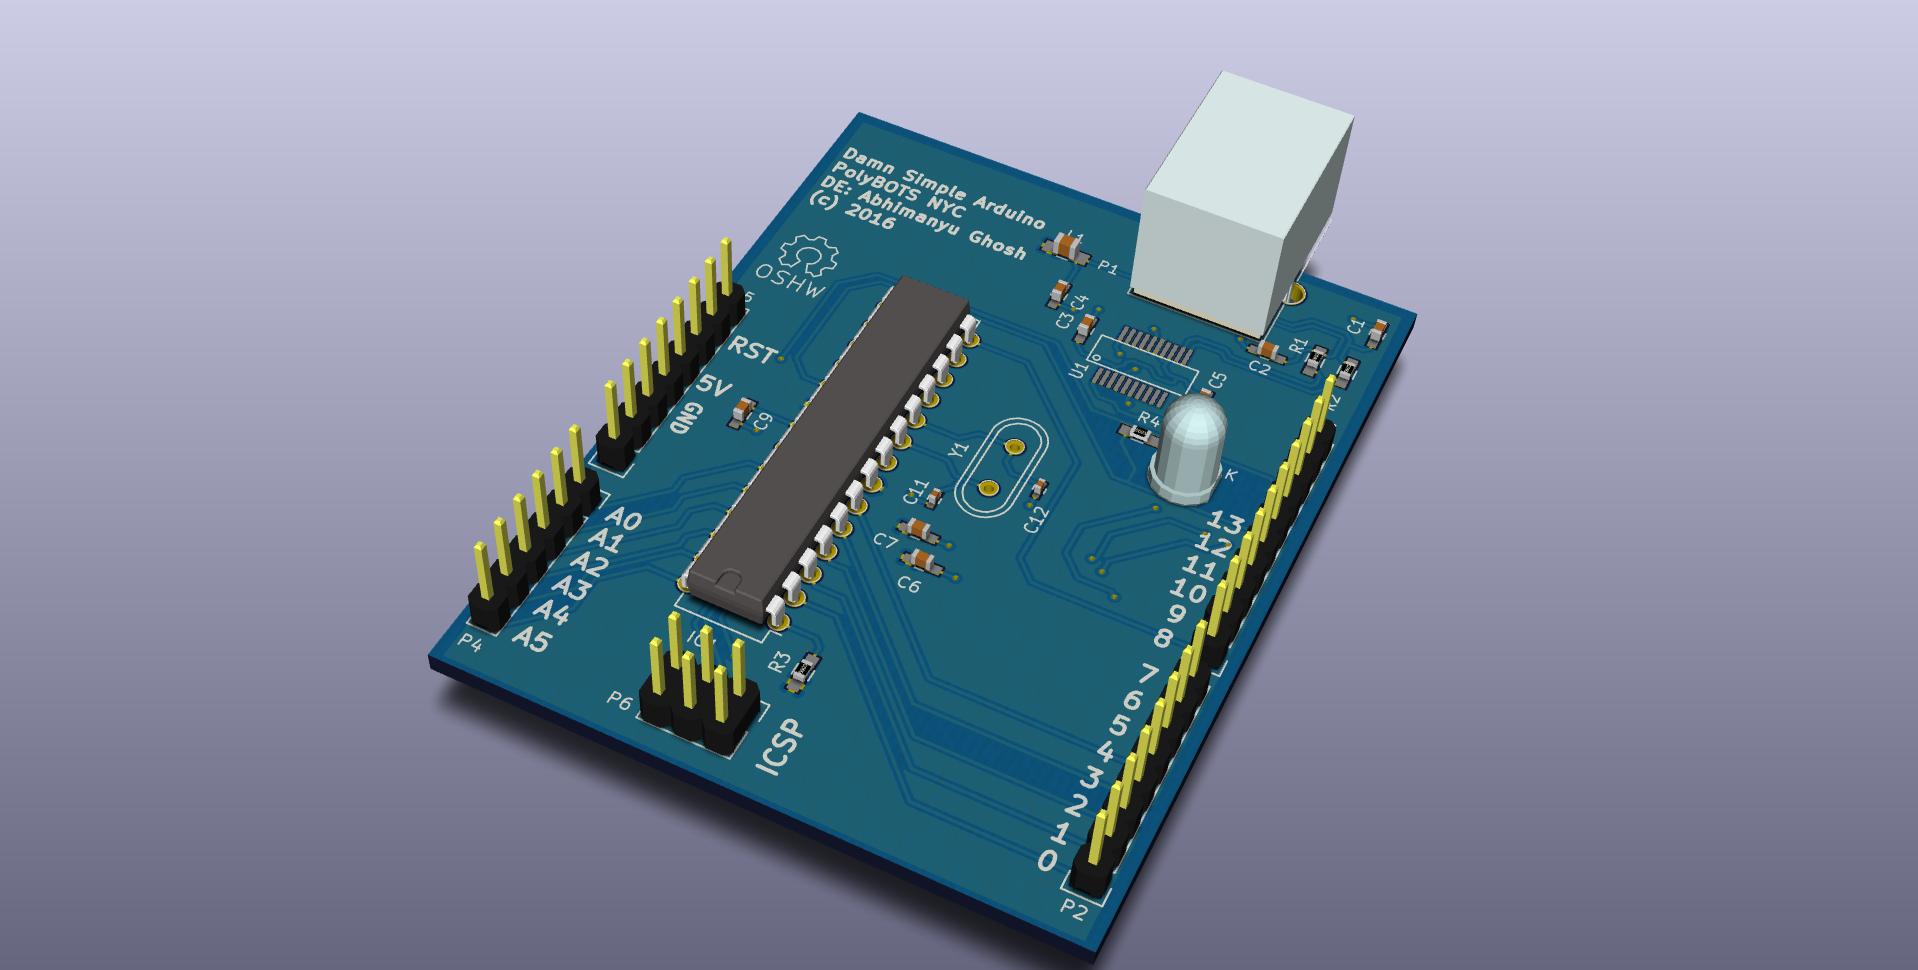 Damn Simple Arduino
PolyBOTS NYC
DE: Abhimanyu Ghosh
(c) 2016
OSHW
P1
C4
C3
U1
C5
C2
R1
C1
R2
R4
K
RST
5V
GND
C9
Y1
C11
C12
C7
C6
A0
A1
A2
A3
A4
A5
P4
P6
ICSP
R3
13
12
11
10
9
8
7
6
5
4
3
2
1
0
P2